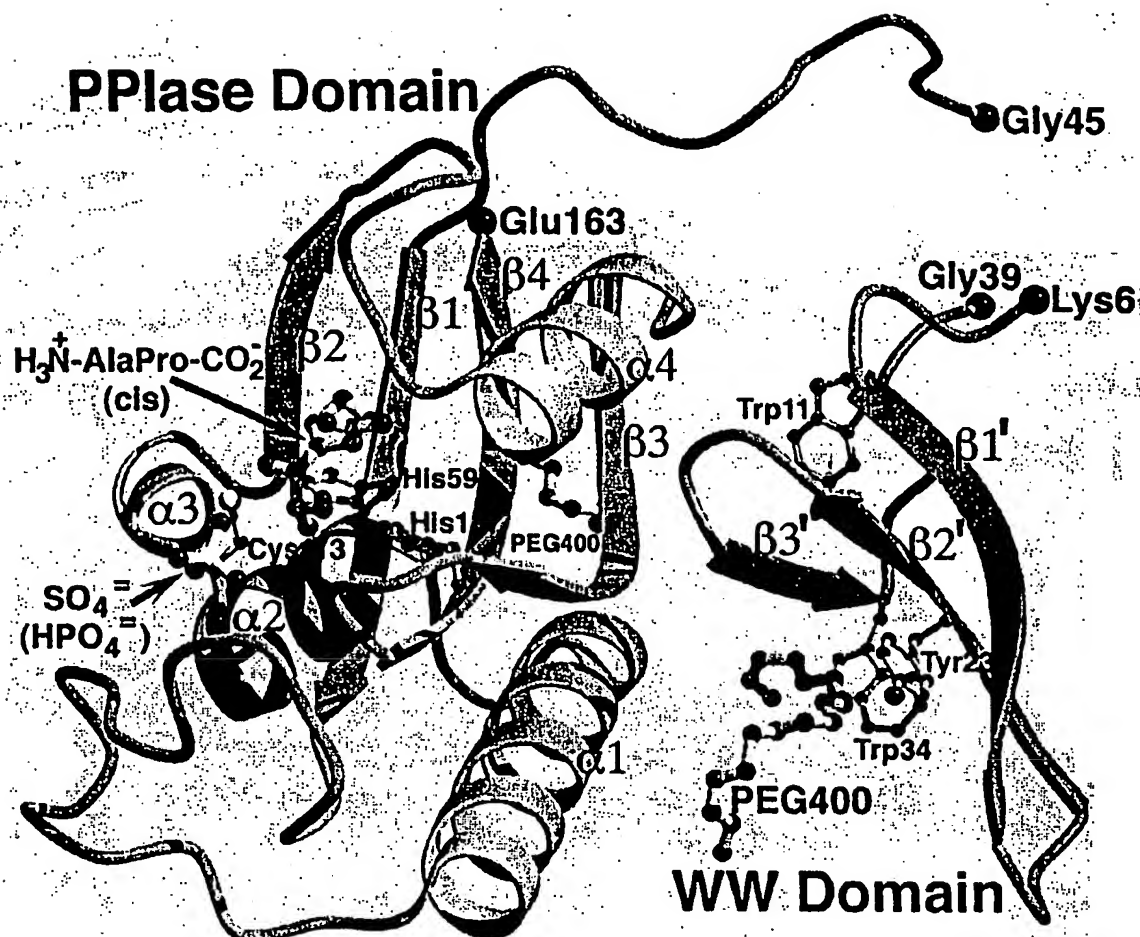 PPIase Domain
Gly45
Glu163
Gly39
Lys6
β4
β1
β2
H₃N⁺-AlaPro-CO₂⁻
(cis)
α4
Trp11
β1'
β3
His59
α3
β3'
β2'
PEG400
SO₄⁼
(HPO₄⁼)
α2
Trp34
α1
PEG400
WW Domain